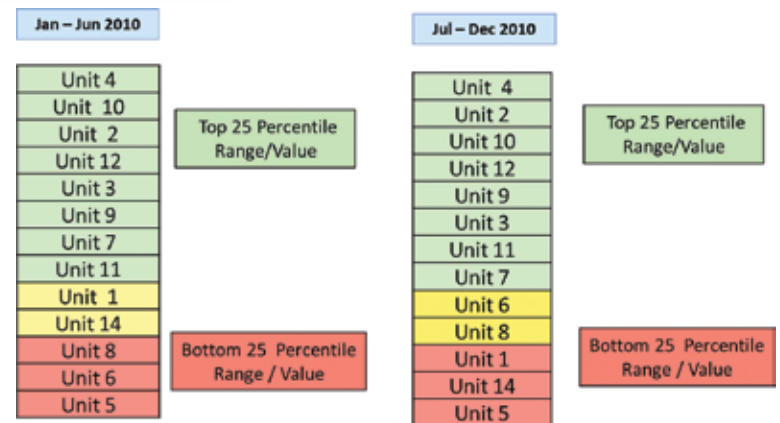 Jan – Jun 2010
Unit 4
Unit 10
Unit 2
Unit 12
Unit 3
Unit 9
Unit 7
Unit 11
Unit 1
Unit 14
Unit 8
Unit 6
Unit 5
Top 25 Percentile
Range/Value
Bottom 25 Percentile
Range / Value
Jul – Dec 2010
Unit 4
Unit 2
Unit 10
Unit 12
Unit 9
Unit 3
Unit 11
Unit 7
Unit 6
Unit 8
Unit 1
Unit 14
Unit 5
Top 25 Percentile
Range/Value
Bottom 25 Percentile
Range / Value